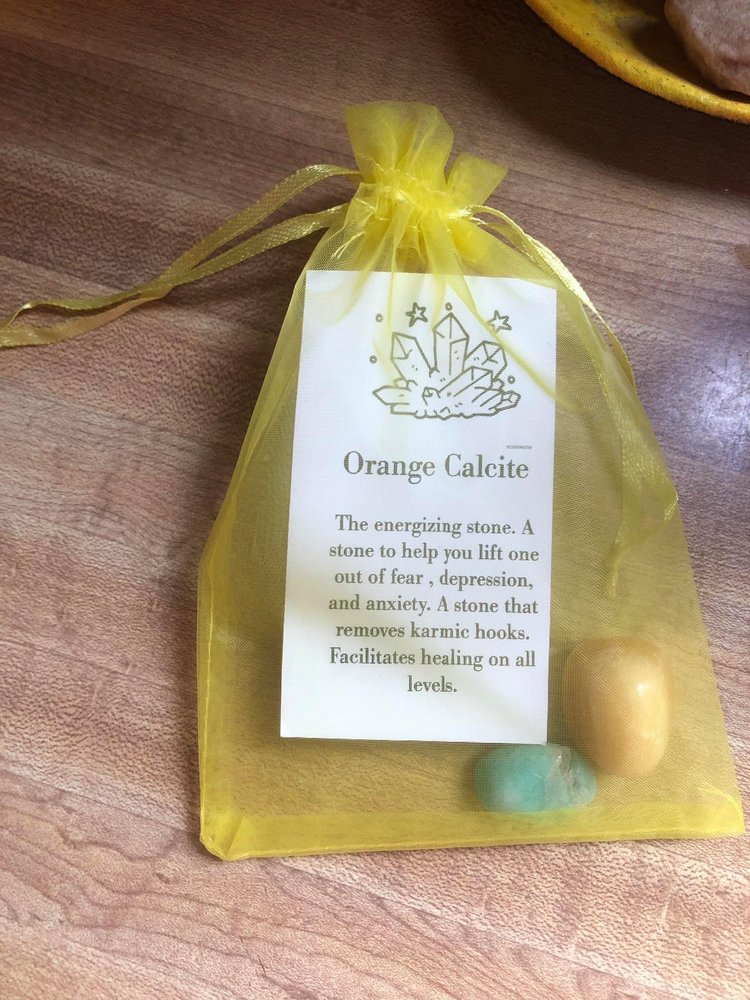 Orange Calcite
The energizing stone. A
stone to help you lift one
out of fear , depression,
and anxiety. A stone that
removes karmic hooks.
Facilitates healing on all
levels.